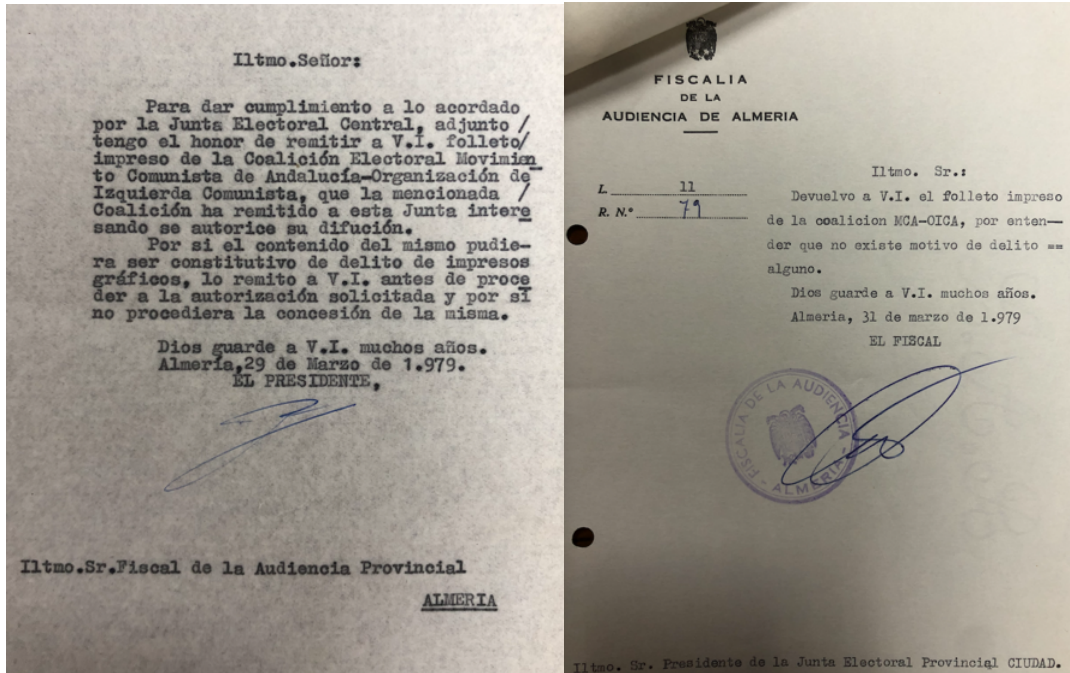 Iltmo.Señor:
Para dar cumplimiento a lo acordado
por la Junta Electoral Central, adjunto /
tengo el honor de remitir a V.I. folleto/
impreso de la Coalición Electoral Movimien
to Comunista de Andalucía-Organización de
Izquierda Comunista, que la mencionada /
Coalición ha remitido a esta Junta intere
sando se autorice su difución.
Por si el contenido del mismo pudie-
ra ser constitutivo de delito de impresos
gráficos, lo remito a V.I. antes de proce
der a la autorización solicitada y por si
no procediera la concesión de la misma.
Dios guarde a V.I. muchos años.
Almería,29 de Marzo de 1.979.
EL PRESIDENTE,
Iltmo.Sr.Fiscal de la Audiencia Provincial
ALMERIA
FISCALIA
DE LA
AUDIENCIA DE ALMERIA
L. 11
R. N.º 79
Iltmo. Sr.:
Devuelvo a V.I. el folleto impreso
de la coalicion MCA-OICA, por enten—
der que no existe motivo de delito ==
alguno.
Dios guarde a V.I. muchos años.
Almeria, 31 de marzo de 1.979
EL FISCAL
FISCALIA DE LA AUDIENCIA - ALMERIA -
Iltmo. Sr. Presidente de la Junta Electoral Provincial CIUDAD.